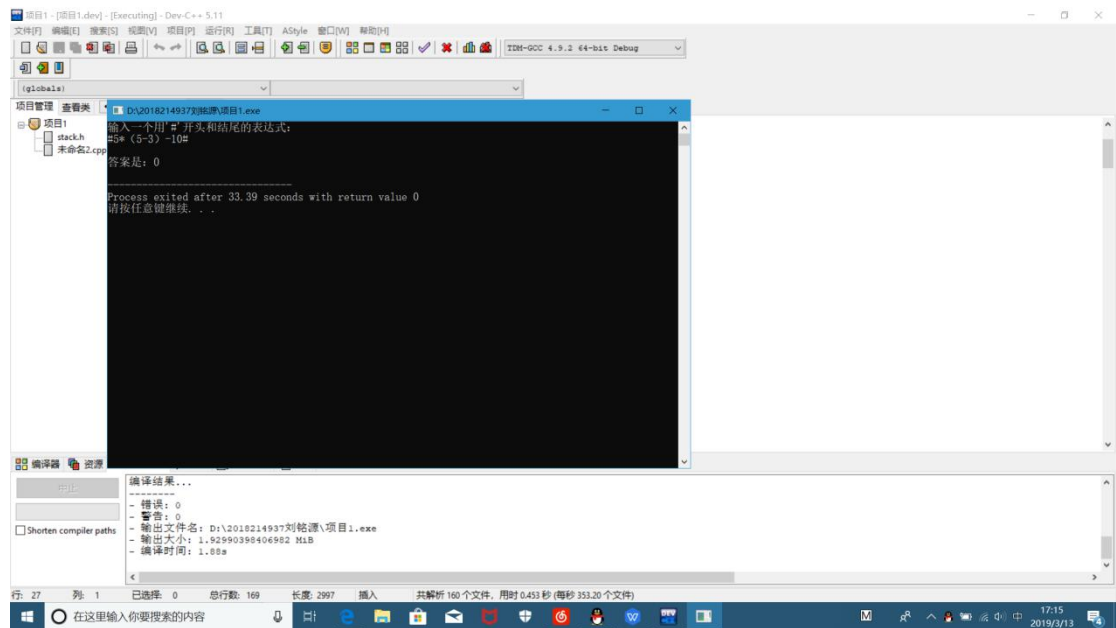 项目1 - [项目1.dev] - [Executing] - Dev-C++ 5.11
文件[F] 编辑[E] 搜索[S] 视图[V] 项目[P] 运行[R] 工具[T] AStyle 窗口[W] 帮助[H]
TDM-GCC 4.9.2 64-bit Debug
(globals)
项目管理 查看类
项目1
stack.h
未命名2.cpp
D:\2018214937刘铭源\项目1.exe
输入一个用'#'开头和结尾的表达式:
#5*（5-3）-10#
答案是: 0
--------------------------------
Process exited after 33.39 seconds with return value 0
请按任意键继续. . .
编译器 资源
中止
Shorten compiler paths
编译结果...
--------
- 错误: 0
- 警告: 0
- 输出文件名: D:\2018214937刘铭源\项目1.exe
- 输出大小: 1.92990398406982 MiB
- 编译时间: 1.88s
行: 27 列: 1 已选择: 0 总行数: 169 长度: 2997 插入 共解析 160 个文件, 用时 0.453 秒 (每秒 353.20 个文件)
在这里输入你要搜索的内容
中 17:15
2019/3/13